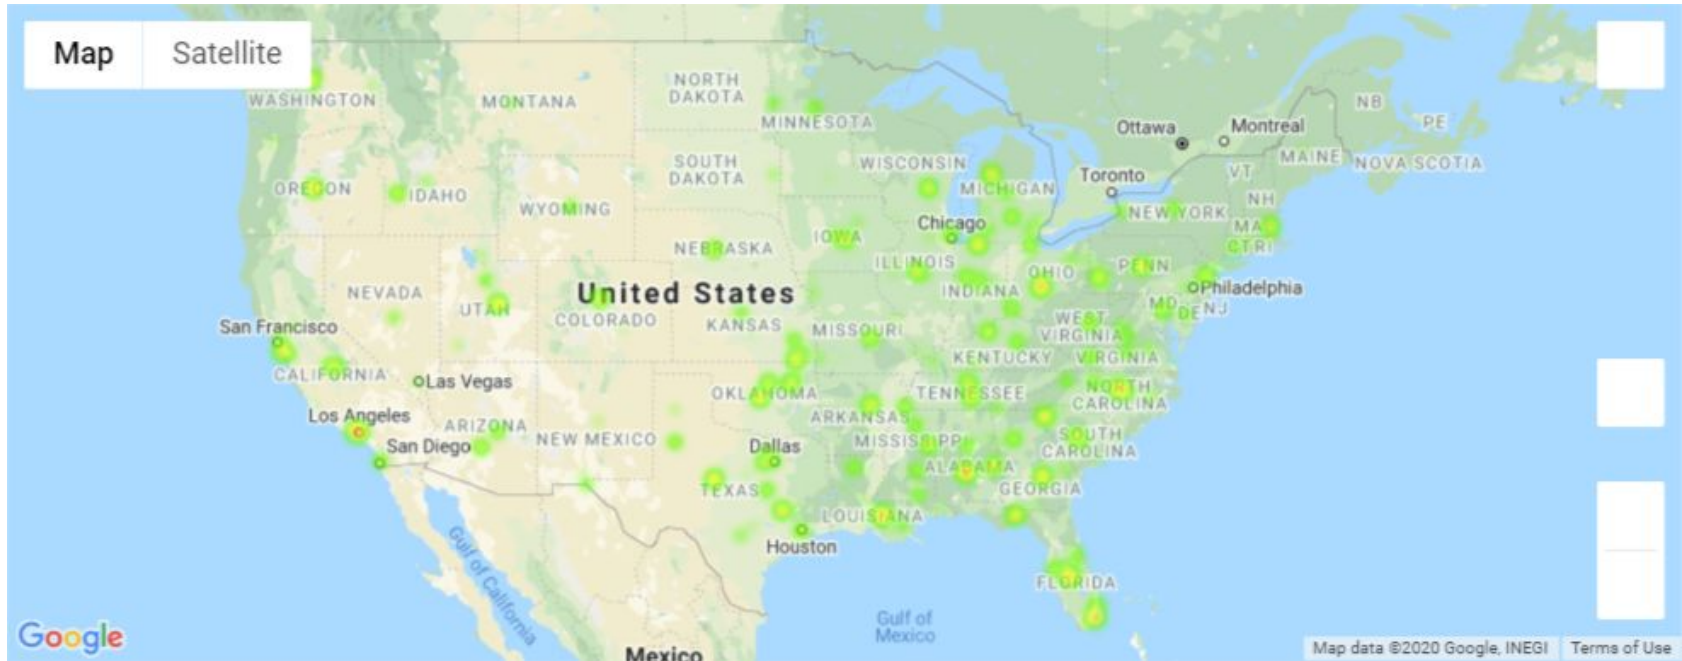 Map Satellite
NORTH
DAKOTA
WASHINGTON
MONTANA
MINNESOTA
NB
PE
Ottawa
Montreal
MAINE
NOVA SCOTIA
SOUTH
DAKOTA
WISCONSIN
MICHIGAN
Toronto
VT
OREGON
IDAHO
WYOMING
NH
NEW YORK
MA
CT RI
IOWA
Chicago
NEBRASKA
ILLINOIS
INDIANA
OHIO
PENN
Philadelphia
NEVADA
UTAH
United States
COLORADO
KANSAS
MISSOURI
WEST
VIRGINIA
MD
DE
NJ
San Francisco
CALIFORNIA
Las Vegas
KENTUCKY
VIRGINIA
OKLAHOMA
TENNESSEE
NORTH
CAROLINA
Los Angeles
ARKANSAS
ARIZONA
NEW MEXICO
San Diego
Dallas
MISSISSIPPI
SOUTH
CAROLINA
ALABAMA
GEORGIA
TEXAS
LOUISIANA
Houston
Gulf of California
FLORIDA
Gulf of
Mexico
Mexico
Google
Map data ©2020 Google, INEGI
Terms of Use